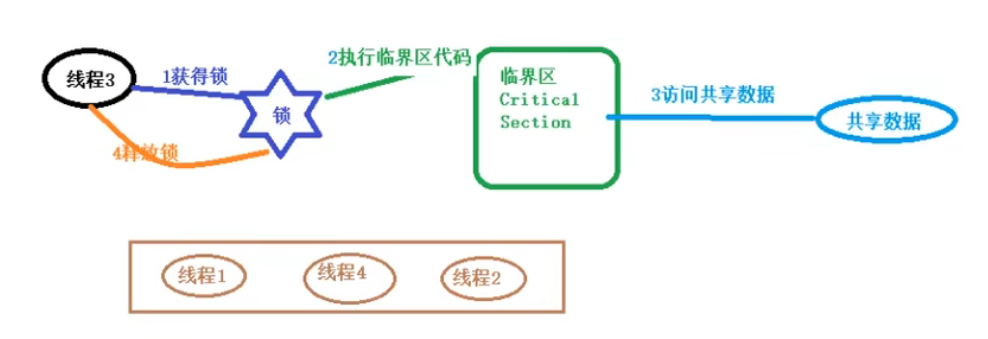 线程3
1获得锁
锁
2执行临界区代码
临界区
Critical
Section
3访问共享数据
共享数据
4释放锁
线程1
线程4
线程2